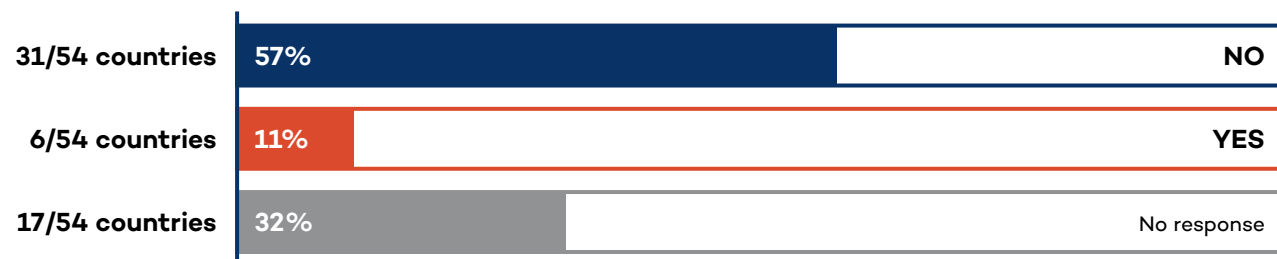 31/54 countries 57% NO
6/54 countries 11% YES
17/54 countries 32% No response